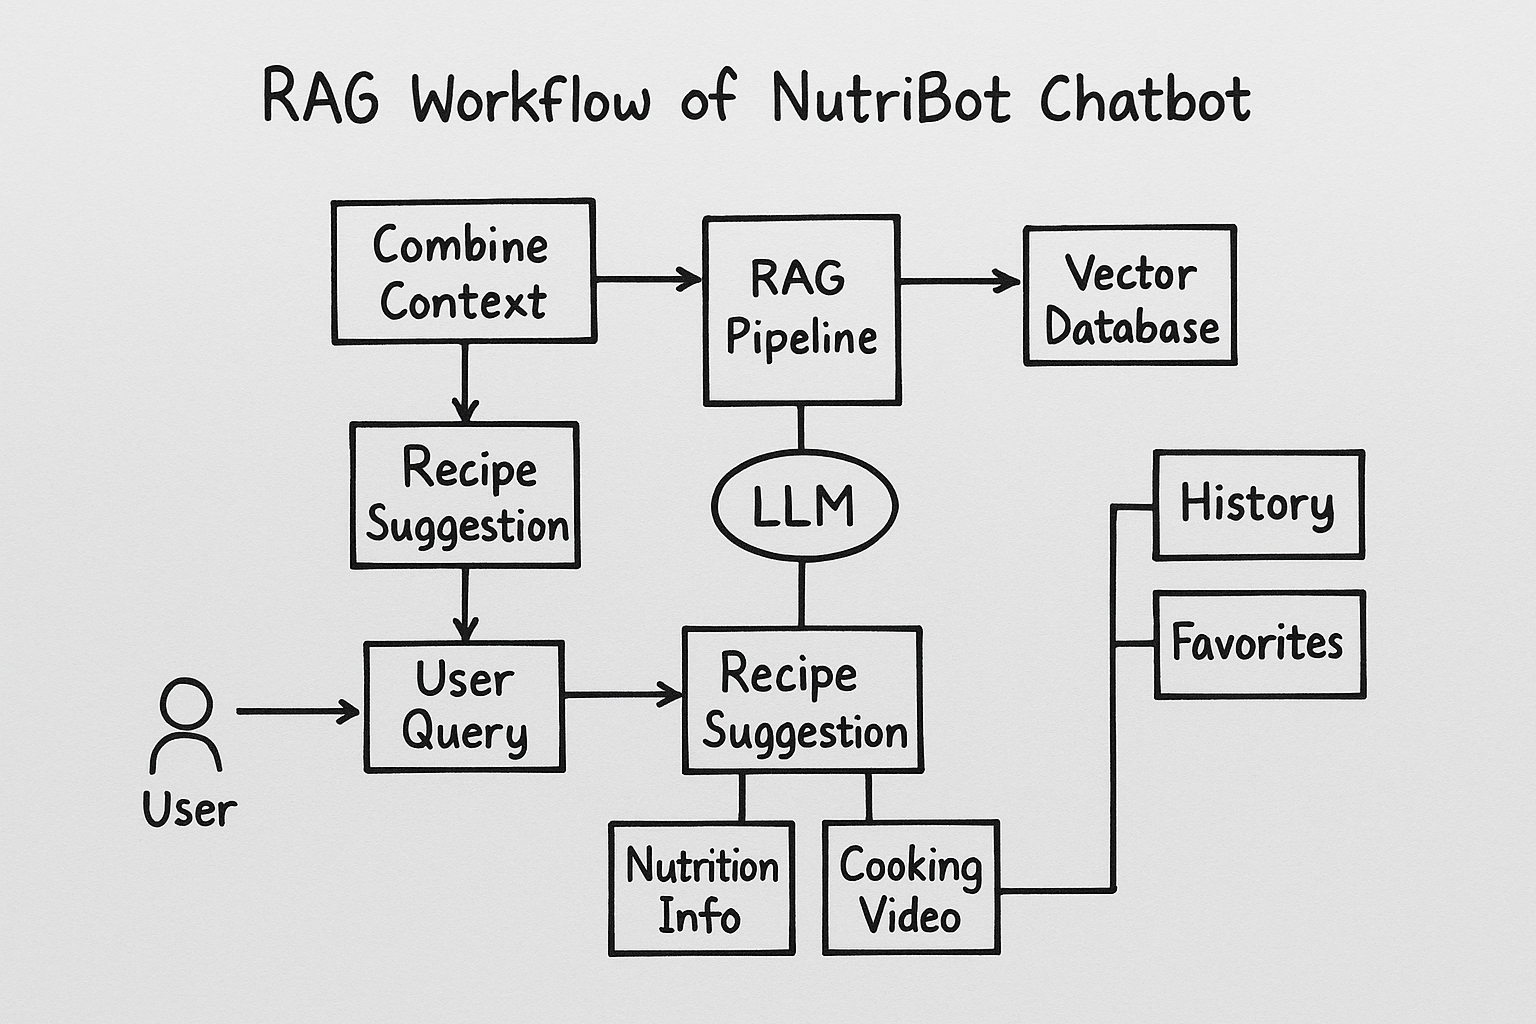 RAG Workflow of NutriBot Chatbot
Combine
Context
RAG
Pipeline
Vector
Database
Recipe
Suggestion
LLM
History
Favorites
User
Query
Recipe
Suggestion
User
Nutrition
Info
Cooking
Video